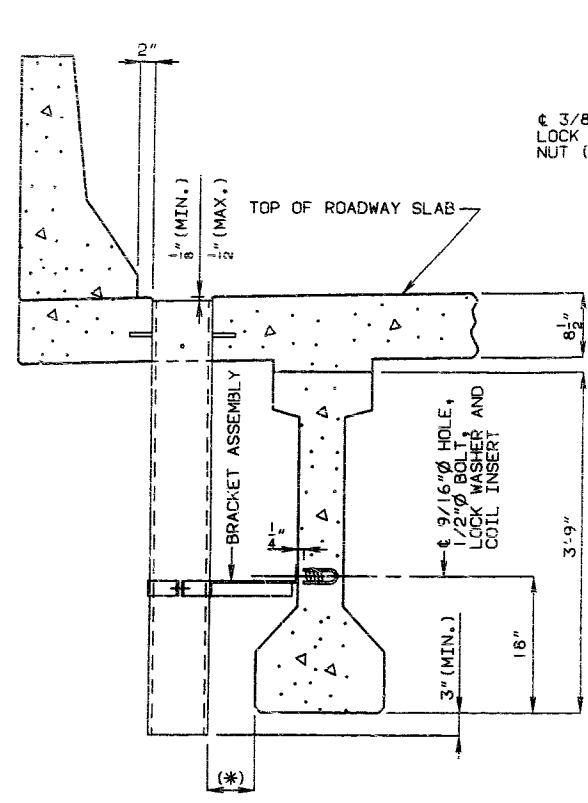 2"
₵ 3/8
LOCK
NUT (
1/8" (MIN.)
1/2" (MAX.)
TOP OF ROADWAY SLAB
8 1/2"
BRACKET ASSEMBLY
1/4"
₵ 9/16"Ø HOLE,
1/2"Ø BOLT,
LOCK WASHER AND
COIL INSERT
3'-9"
18"
3" (MIN.)
(*)